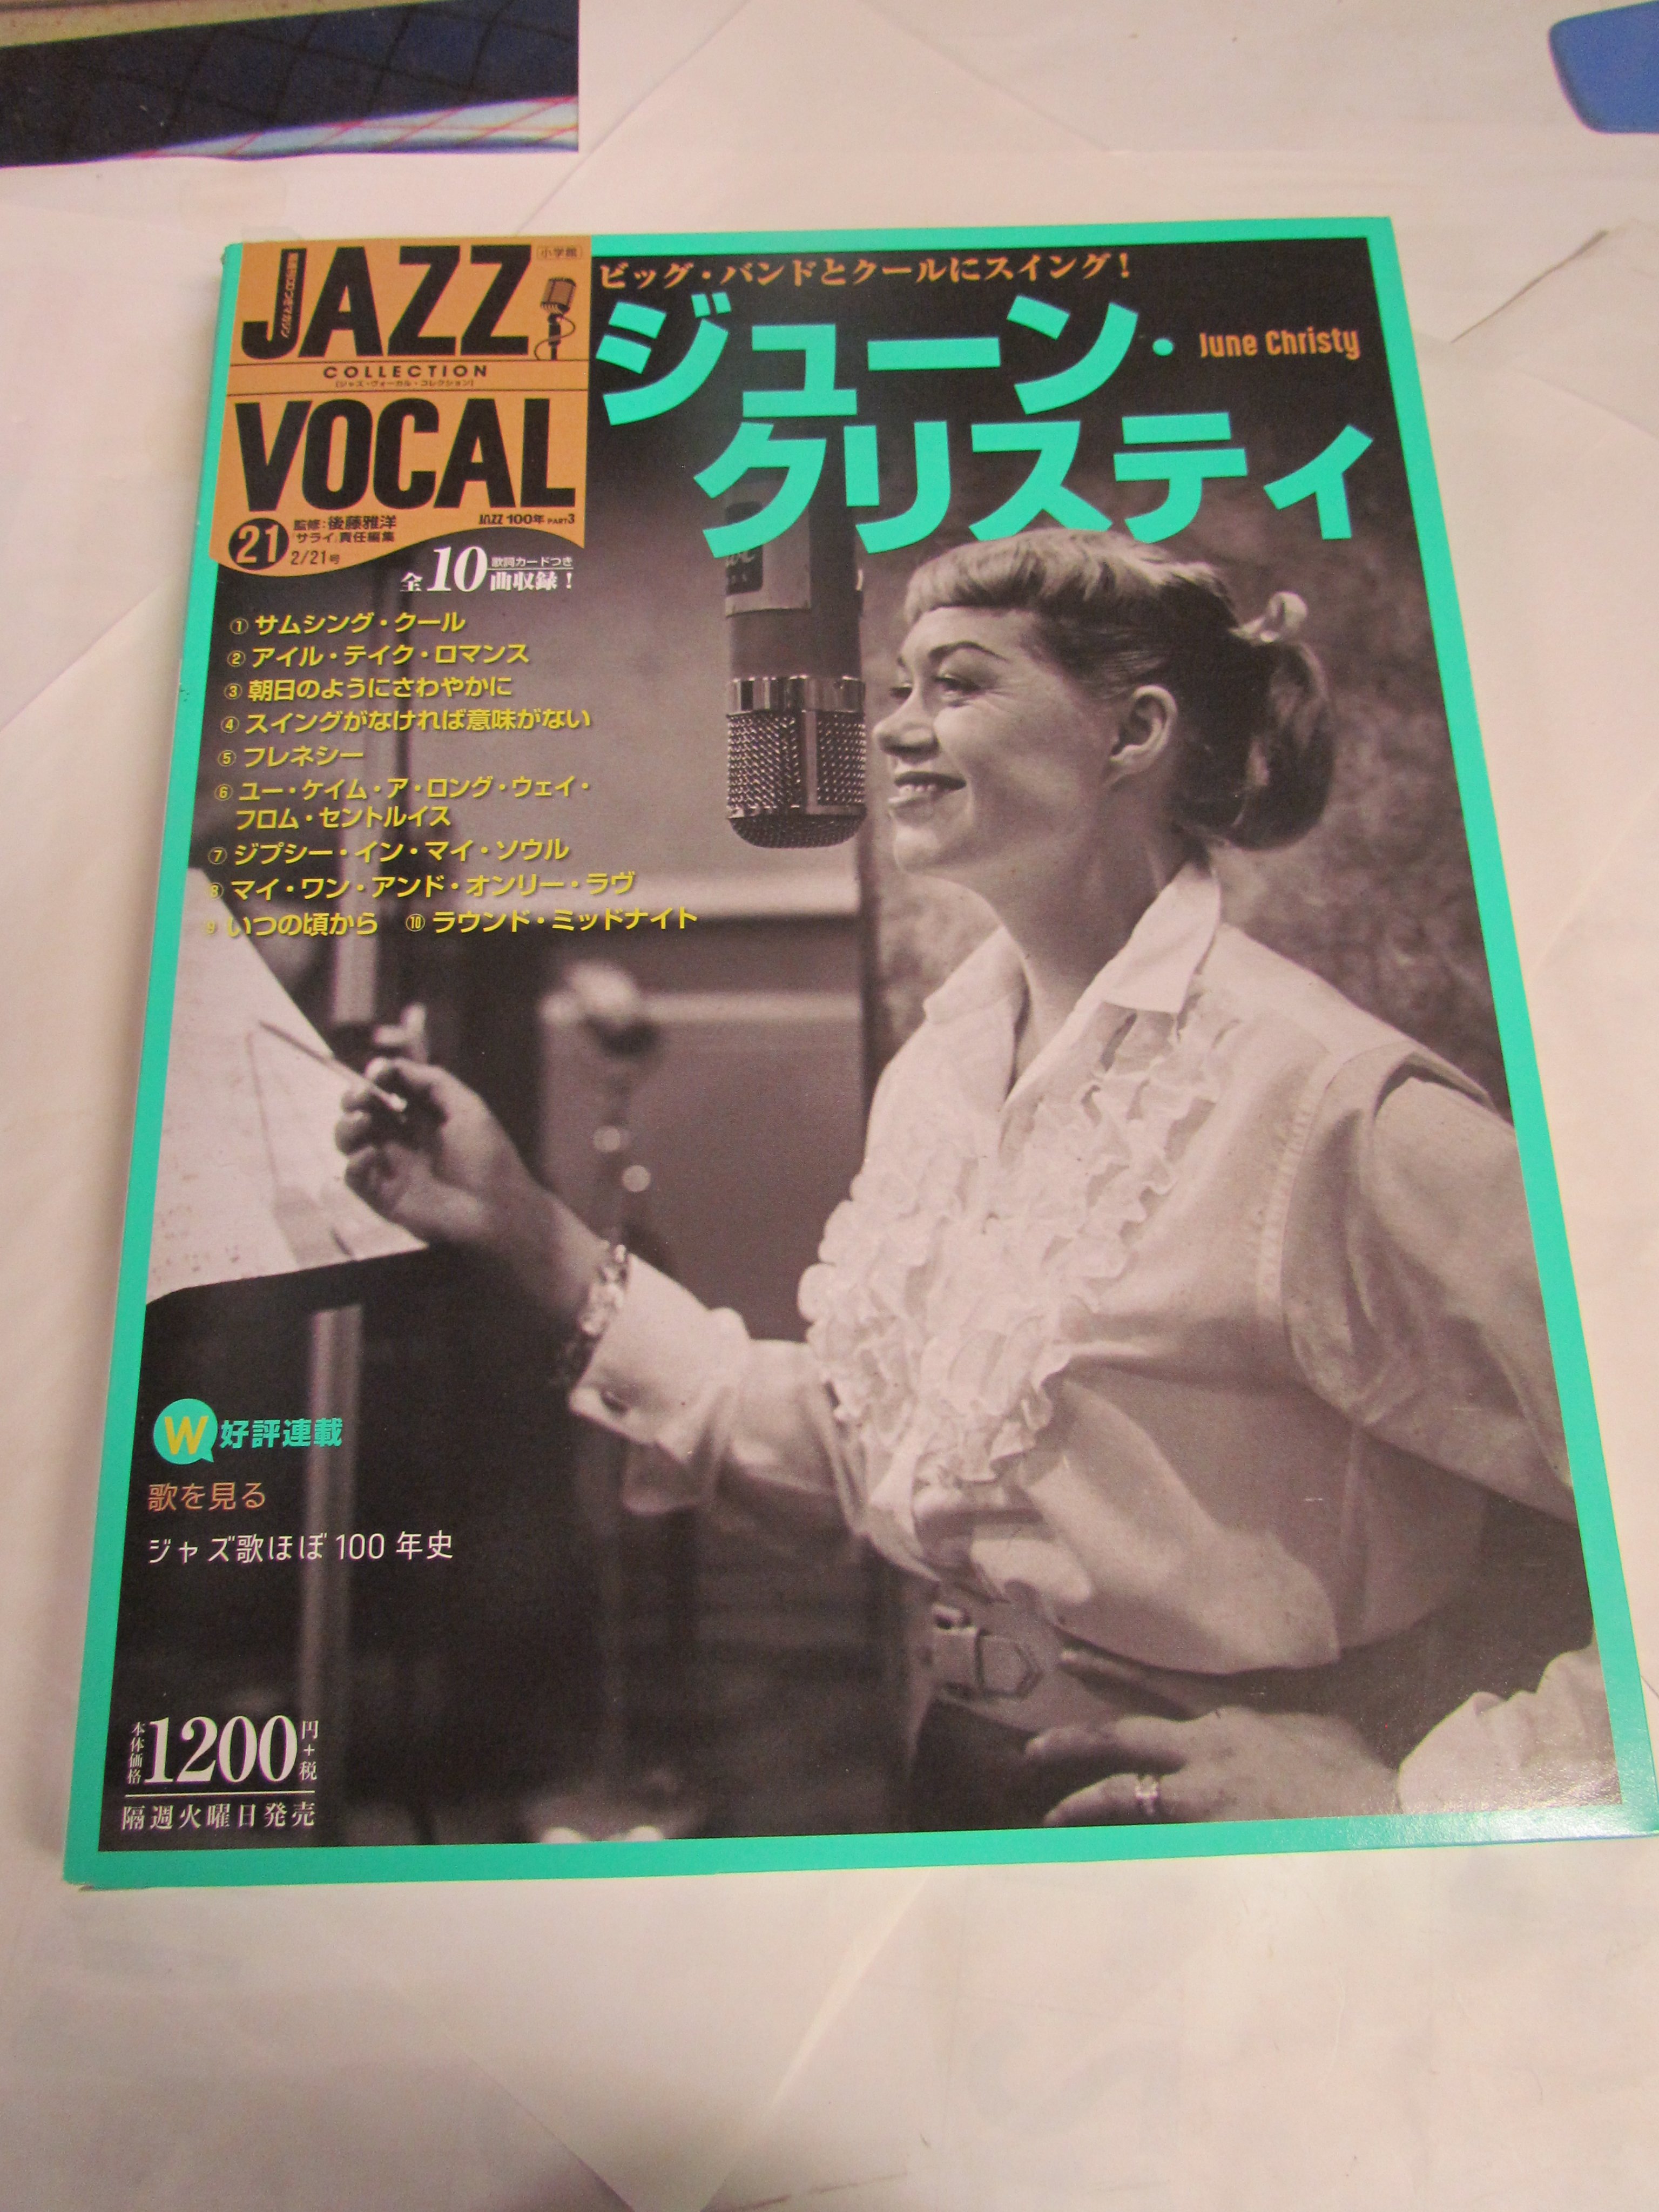 JAZZ
小学館
COLLECTION
[ジャズ・ヴォーカル・コレクション]
VOCAL
21
監修：後藤雅洋
サライ責任編集
2/21号
JAZZ 100年 PART3
ビッグ・バンドとクールにスイング！
ジューン・
クリスティ
June Christy
全10曲収録！
歌詞カードつき
① サムシング・クール
② アイル・テイク・ロマンス
③ 朝日のようにさわやかに
④ スイングがなければ意味がない
⑤ フレネシー
⑥ ユー・ケイム・ア・ロング・ウェイ・
フロム・セントルイス
⑦ ジプシー・イン・マイ・ソウル
⑧ マイ・ワン・アンド・オンリー・ラヴ
⑨ いつの頃から ⑩ ラウンド・ミッドナイト
W好評連載
歌を見る
ジャズ歌ほぼ100年史
本体価格1200円+税
隔週火曜日発売